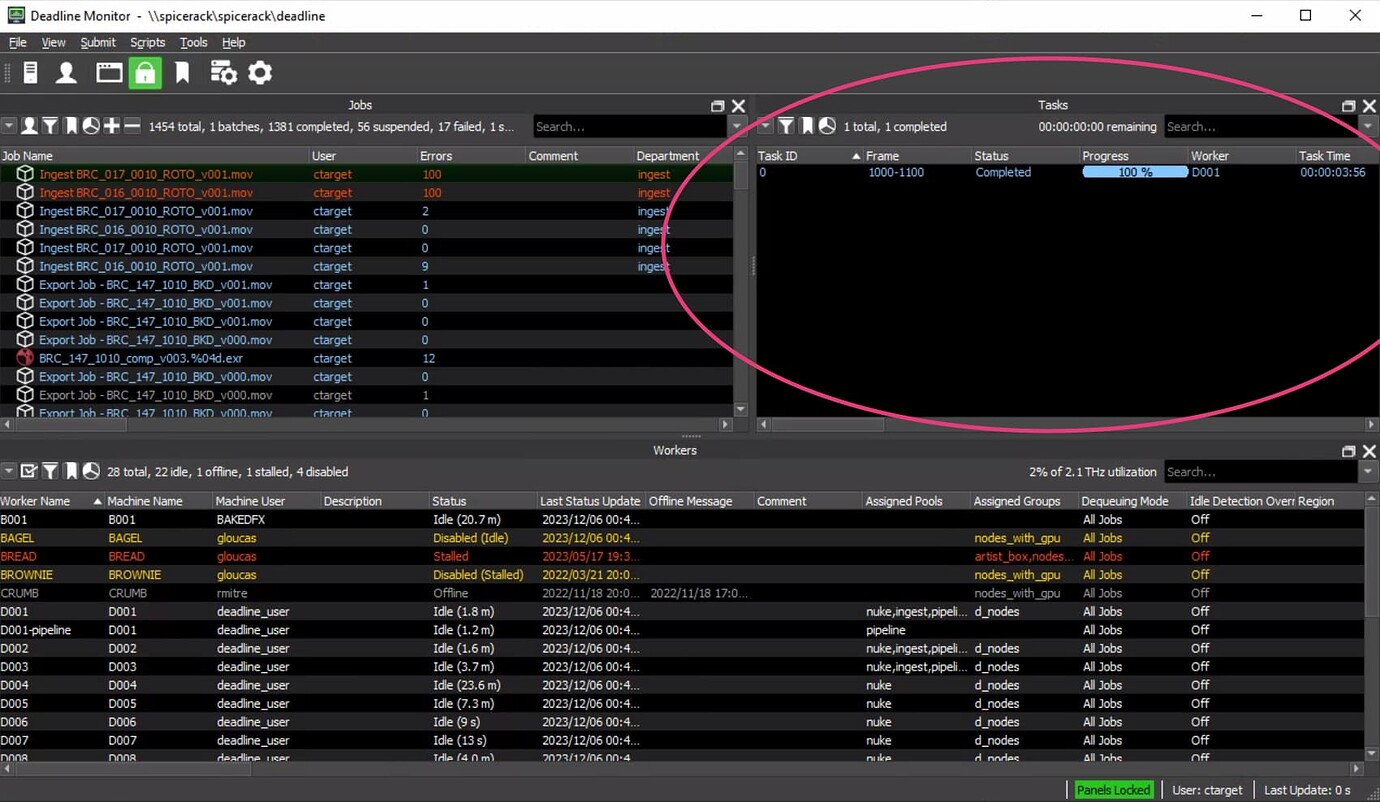 Deadline Monitor - \\spicerack\spicerack\deadline
File View Submit Scripts Tools Help
Jobs
1454 total, 1 batches, 1381 completed, 56 suspended, 17 failed, 1 s... Search...
Job Name User Errors Comment Department
Ingest BRC_017_0010_ROTO_v001.mov ctarget 100 ingest
Ingest BRC_016_0010_ROTO_v001.mov ctarget 100 ingest
Ingest BRC_017_0010_ROTO_v001.mov ctarget 2 ingest
Ingest BRC_016_0010_ROTO_v001.mov ctarget 0 ingest
Ingest BRC_017_0010_ROTO_v001.mov ctarget 0 ingest
Ingest BRC_016_0010_ROTO_v001.mov ctarget 9 ingest
Export Job - BRC_147_1010_BKD_v001.mov ctarget 1
Export Job - BRC_147_1010_BKD_v001.mov ctarget 0
Export Job - BRC_147_1010_BKD_v001.mov ctarget 0
Export Job - BRC_147_1010_BKD_v000.mov ctarget 0
BRC_147_1010_comp_v003.%04d.exr ctarget 12
Export Job - BRC_147_1010_BKD_v000.mov ctarget 0
Export Job - BRC_147_1010_BKD_v000.mov ctarget 1
Export Job - BRC_147_1010_BKD_v000.mov ctarget 0
Tasks
1 total, 1 completed 00:00:00:00 remaining Search...
Task ID Frame Status Progress Worker Task Time
0 1000-1100 Completed 100 % D001 00:00:03:56
Workers
28 total, 22 idle, 1 offline, 1 stalled, 4 disabled 2% of 2.1 THz utilization Search...
Worker Name Machine Name Machine User Description Status Last Status Update Offline Message Comment Assigned Pools Assigned Groups Dequeuing Mode Idle Detection Overr Region
B001 B001 BAKEDFX Idle (20.7 m) 2023/12/06 00:4... All Jobs Off
BAGEL BAGEL gloucas Disabled (Idle) 2023/12/06 00:4... nodes_with_gpu All Jobs Off
BREAD BREAD gloucas Stalled 2023/05/17 19:3... artist_box,nodes... All Jobs Off
BROWNIE BROWNIE gloucas Disabled (Stalled) 2022/03/21 20:0... nodes_with_gpu All Jobs Off
CRUMB CRUMB rmitre Offline 2022/11/18 20:0... 2022/11/18 17:0... nodes_with_gpu All Jobs Off
D001 D001 deadline_user Idle (1.8 m) 2023/12/06 00:4... nuke,ingest,pipeli... d_nodes All Jobs Off
D001-pipeline D001 deadline_user Idle (1.2 m) 2023/12/06 00:4... pipeline All Jobs Off
D002 D002 deadline_user Idle (1.6 m) 2023/12/06 00:4... nuke,ingest,pipeli... d_nodes All Jobs Off
D003 D003 deadline_user Idle (3.7 m) 2023/12/06 00:4... nuke,ingest,pipeli... d_nodes All Jobs Off
D004 D004 deadline_user Idle (23.6 m) 2023/12/06 00:4... nuke d_nodes All Jobs Off
D005 D005 deadline_user Idle (7.3 m) 2023/12/06 00:4... nuke d_nodes All Jobs Off
D006 D006 deadline_user Idle (9 s) 2023/12/06 00:4... nuke d_nodes All Jobs Off
D007 D007 deadline_user Idle (13 s) 2023/12/06 00:4... nuke d_nodes All Jobs Off
D008 D008 deadline_user Idle (4.0 m) 2023/12/06 00:4... nuke d_nodes All Jobs Off
Panels Locked User: ctarget Last Update: 0 s